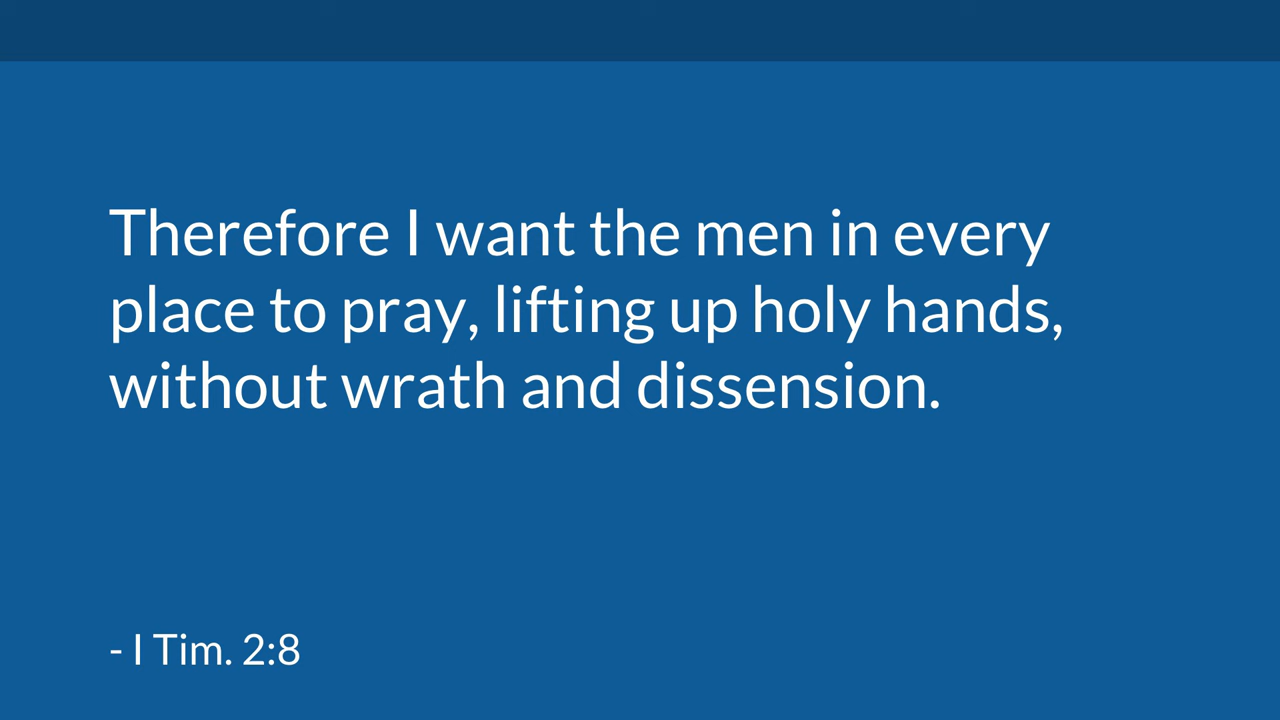 Therefore I want the men in every
place to pray, lifting up holy hands,
without wrath and dissension.
- I Tim. 2:8